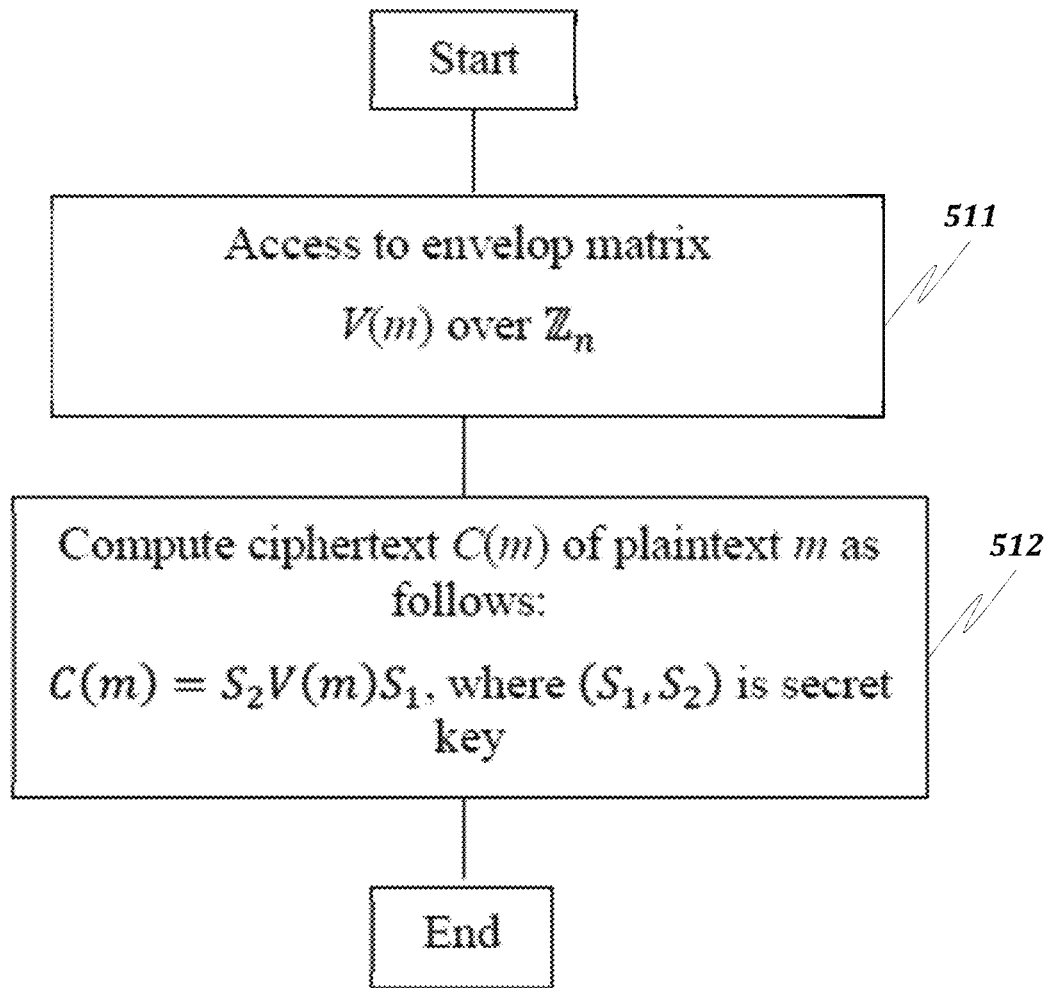 Start
Access to envelop matrix
V(m) over ℤₙ
511
Compute ciphertext C(m) of plaintext m as
follows:
C(m) = S₂V(m)S₁, where (S₁, S₂) is secret
key
512
End